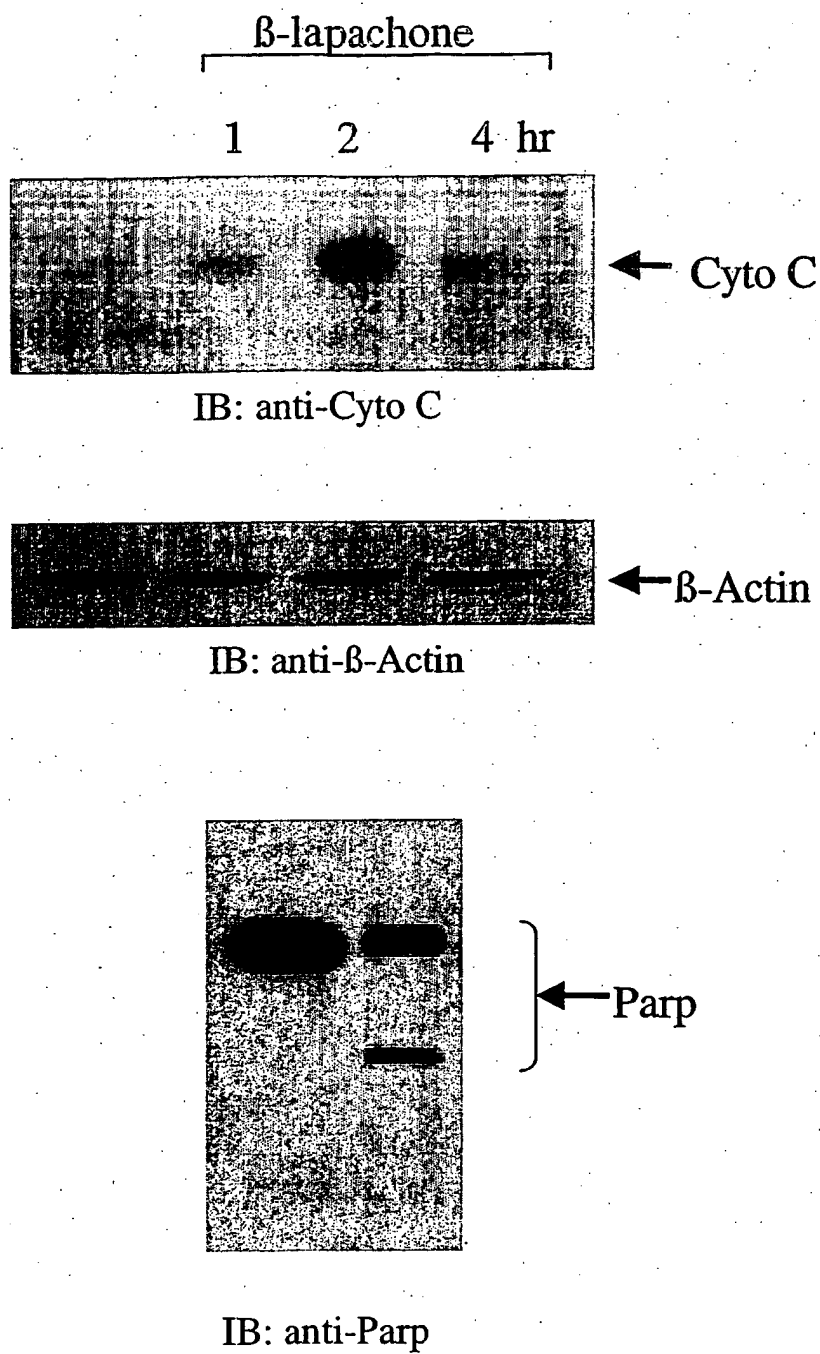 ß-lapachone
1 2 4 hr
Cyto C
IB: anti-Cyto C
ß-Actin
IB: anti-ß-Actin
Parp
IB: anti-Parp